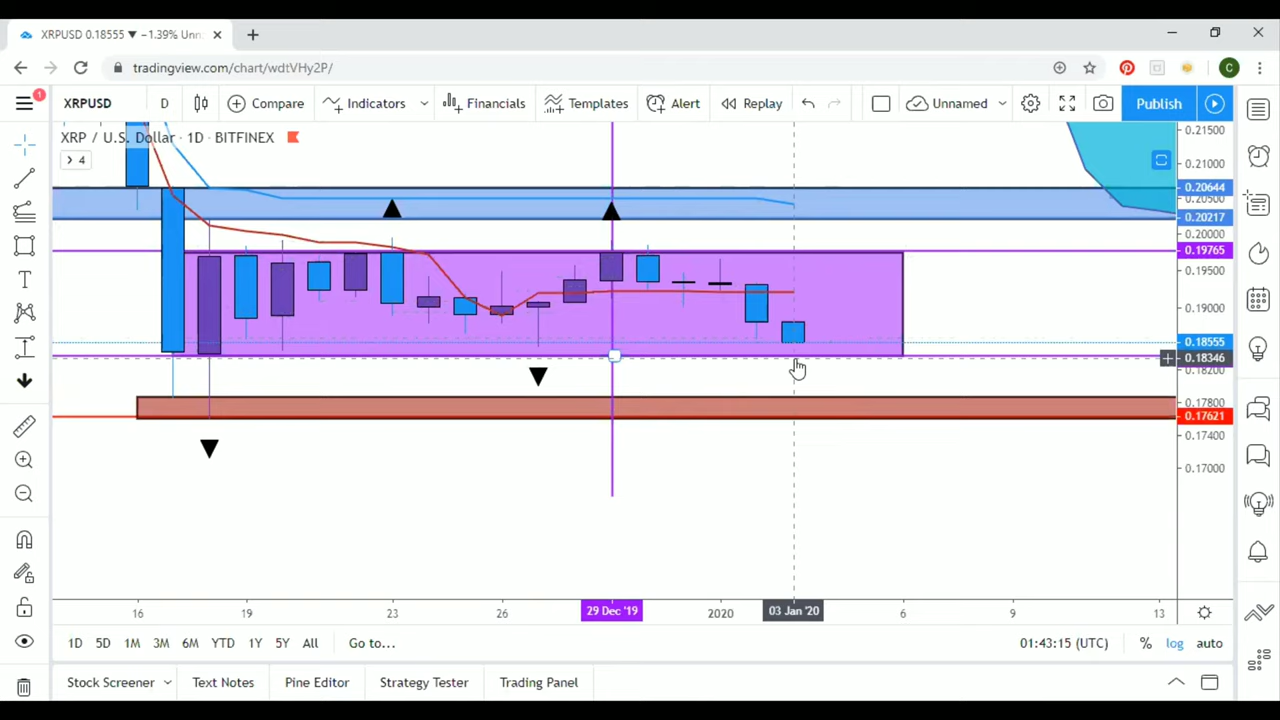 XRPUSD 0.18555 ▼ −1.39% Unn
tradingview.com/chart/wdtVHy2P/
C
1
XRPUSD D Compare Indicators Financials Templates Alert Replay Unnamed Publish
XRP / U.S. Dollar · 1D · BITFINEX
4
0.21500
0.21000
0.20644
0.20500
0.20217
0.20000
0.19765
0.19500
0.19000
0.18555
0.18346
0.18200
0.17800
0.17621
0.17400
0.17000
16 19 23 26 29 Dec '19 2020 03 Jan '20 6 9 13
1D 5D 1M 3M 6M YTD 1Y 5Y All Go to... 01:43:15 (UTC) % log auto
Stock Screener Text Notes Pine Editor Strategy Tester Trading Panel